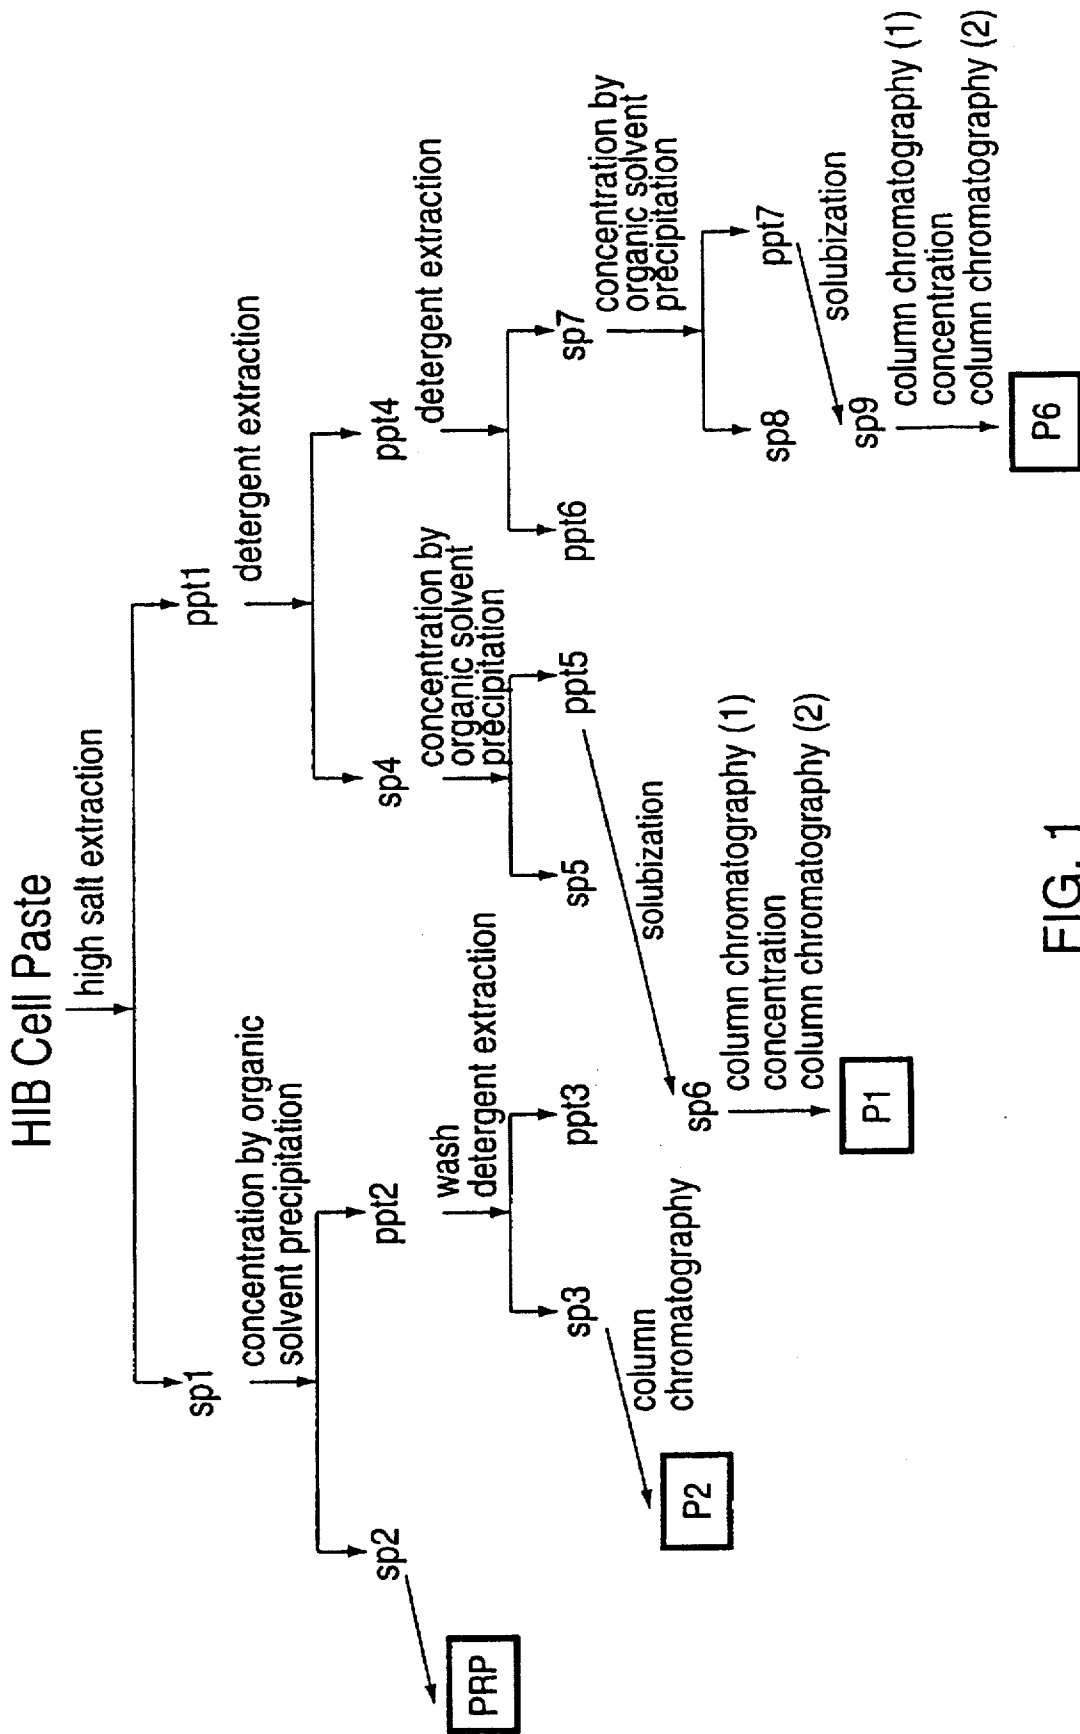 HIB Cell Paste
high salt extraction
sp1
ppt1
concentration by organic
solvent precipitation
detergent extraction
sp2
ppt2
sp4
ppt4
PRP
wash
detergent extraction
concentration by
organic solvent
precipitation
detergent extraction
sp3
ppt3
sp5
ppt5
ppt6
sp7
column
chromatography
solubization
concentration by
organic solvent
precipitation
P2
sp6
sp8
ppt7
column chromatography (1)
concentration
column chromatography (2)
solubization
P1
sp9
column chromatography (1)
concentration
column chromatography (2)
P6
FIG. 1